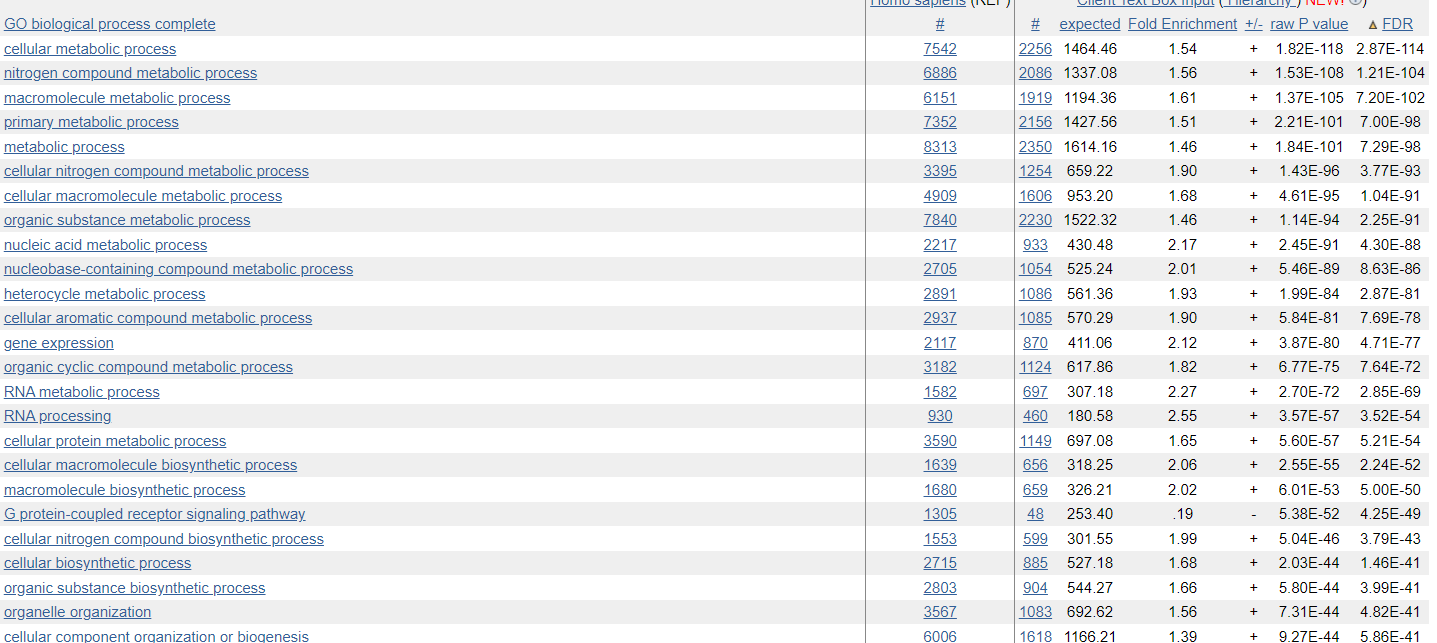 Homo sapiens (REF) Client Text Box Input ( Hierarchy ) NEW!
GO biological process complete # # expected Fold Enrichment +/- raw P value FDR
cellular metabolic process 7542 2256 1464.46 1.54 + 1.82E-118 2.87E-114
nitrogen compound metabolic process 6886 2086 1337.08 1.56 + 1.53E-108 1.21E-104
macromolecule metabolic process 6151 1919 1194.36 1.61 + 1.37E-105 7.20E-102
primary metabolic process 7352 2156 1427.56 1.51 + 2.21E-101 7.00E-98
metabolic process 8313 2350 1614.16 1.46 + 1.84E-101 7.29E-98
cellular nitrogen compound metabolic process 3395 1254 659.22 1.90 + 1.43E-96 3.77E-93
cellular macromolecule metabolic process 4909 1606 953.20 1.68 + 4.61E-95 1.04E-91
organic substance metabolic process 7840 2230 1522.32 1.46 + 1.14E-94 2.25E-91
nucleic acid metabolic process 2217 933 430.48 2.17 + 2.45E-91 4.30E-88
nucleobase-containing compound metabolic process 2705 1054 525.24 2.01 + 5.46E-89 8.63E-86
heterocycle metabolic process 2891 1086 561.36 1.93 + 1.99E-84 2.87E-81
cellular aromatic compound metabolic process 2937 1085 570.29 1.90 + 5.84E-81 7.69E-78
gene expression 2117 870 411.06 2.12 + 3.87E-80 4.71E-77
organic cyclic compound metabolic process 3182 1124 617.86 1.82 + 6.77E-75 7.64E-72
RNA metabolic process 1582 697 307.18 2.27 + 2.70E-72 2.85E-69
RNA processing 930 460 180.58 2.55 + 3.57E-57 3.52E-54
cellular protein metabolic process 3590 1149 697.08 1.65 + 5.60E-57 5.21E-54
cellular macromolecule biosynthetic process 1639 656 318.25 2.06 + 2.55E-55 2.24E-52
macromolecule biosynthetic process 1680 659 326.21 2.02 + 6.01E-53 5.00E-50
G protein-coupled receptor signaling pathway 1305 48 253.40 .19 - 5.38E-52 4.25E-49
cellular nitrogen compound biosynthetic process 1553 599 301.55 1.99 + 5.04E-46 3.79E-43
cellular biosynthetic process 2715 885 527.18 1.68 + 2.03E-44 1.46E-41
organic substance biosynthetic process 2803 904 544.27 1.66 + 5.80E-44 3.99E-41
organelle organization 3567 1083 692.62 1.56 + 7.31E-44 4.82E-41
cellular component organization or biogenesis 6006 1618 1166.21 1.39 + 9.27E-44 5.86E-41